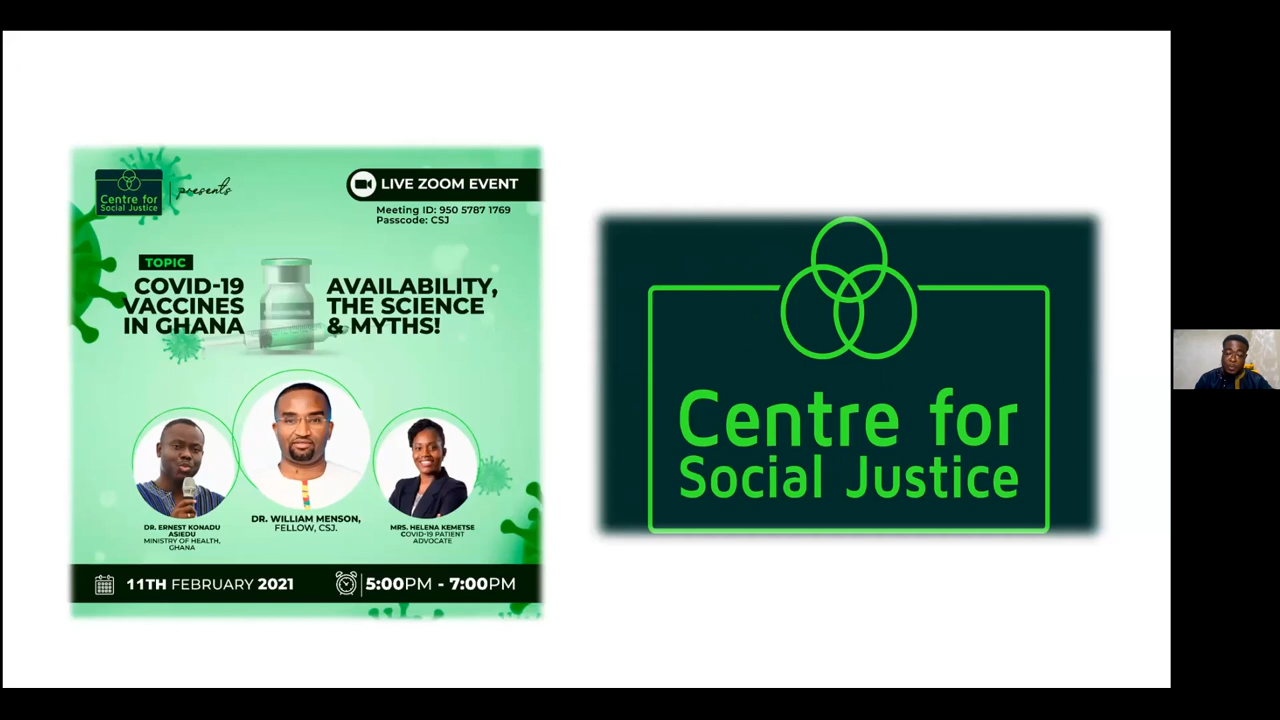 Centre for
Social Justice
presents
LIVE ZOOM EVENT
Meeting ID: 950 5787 1769
Passcode: CSJ
TOPIC
COVID-19
VACCINES
IN GHANA
AVAILABILITY,
THE SCIENCE
& MYTHS!
DR. ERNEST KONADU
ASIEDU
MINISTRY OF HEALTH,
GHANA
DR. WILLIAM MENSON,
FELLOW, CSJ.
MRS. HELENA KEMETSE
COVID-19 PATIENT
ADVOCATE
11TH FEBRUARY 2021
5:00PM - 7:00PM
Centre for
Social Justice